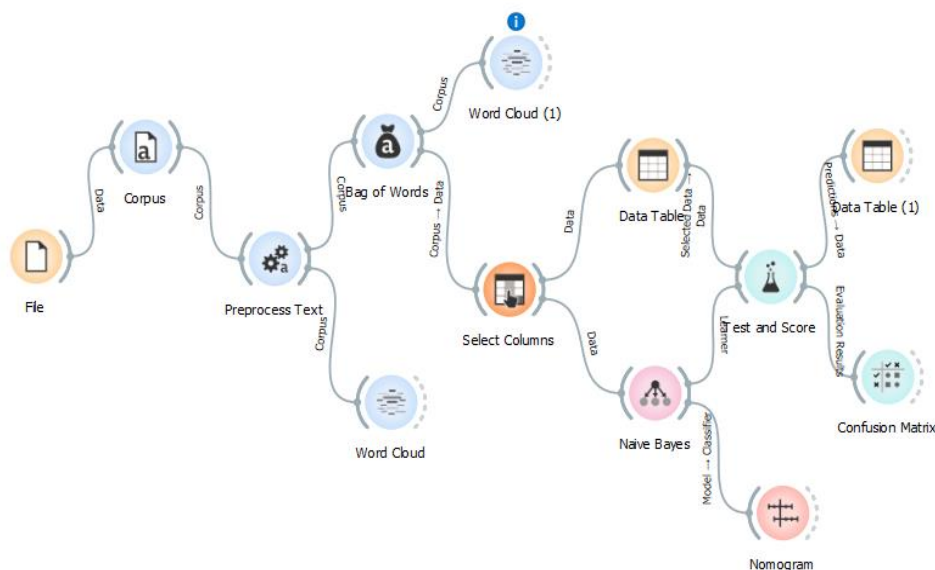 i
Corpus
Word Cloud (1)
a
a
Data
Corpus
Bag of Words
Corpus
Corpus
Corpus → Data
Data
Data Table
Selected Data →
Data
Predictions → Data
Data Table (1)
File
a
Preprocess Text
Corpus
Select Columns
Data
Test and Score
Learner
Evaluation Results
Word Cloud
Naive Bayes
Confusion Matrix
Model → Classifier
Nomogram